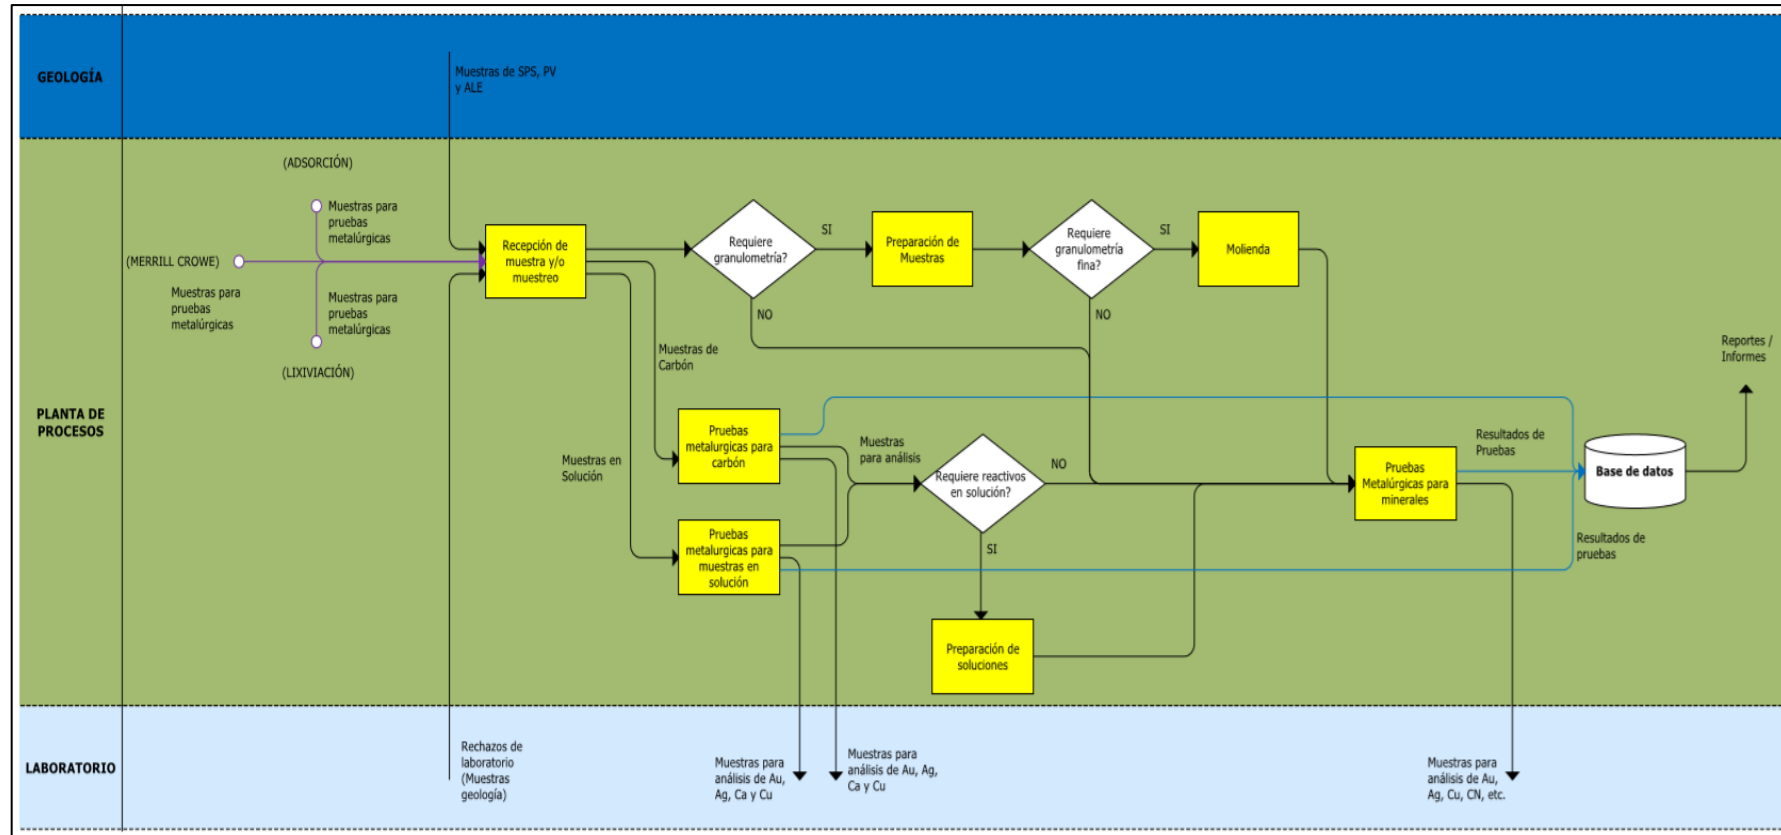 GEOLOGÍA
Muestras de SPS, PV
y ALE
PLANTA DE
PROCESOS
(ADSORCIÓN)
Muestras para
pruebas
metalúrgicas
(MERRILL CROWE)
Muestras para
pruebas
metalúrgicas
Muestras para
pruebas
metalúrgicas
(LIXIVIACIÓN)
Recepción de
muestra y/o
muestreo
Requiere
granulometría?
SI
NO
Preparación de
Muestras
Requiere
granulometría
fina?
SI
NO
Molienda
Muestras de
Carbón
Muestras en
Solución
Pruebas
metalurgicas para
carbón
Muestras
para análisis
Requiere reactivos
en solución?
NO
SI
Pruebas
metalurgicas para
muestras en
solución
Preparación de
soluciones
Pruebas
Metalúrgicas para
minerales
Resultados de
Pruebas
Resultados de
pruebas
Base de datos
Reportes /
Informes
LABORATORIO
Rechazos de
laboratorio
(Muestras
geología)
Muestras para
análisis de Au,
Ag, Ca y Cu
Muestras para
análisis de Au, Ag,
Ca y Cu
Muestras para
análisis de Au,
Ag, Cu, CN, etc.